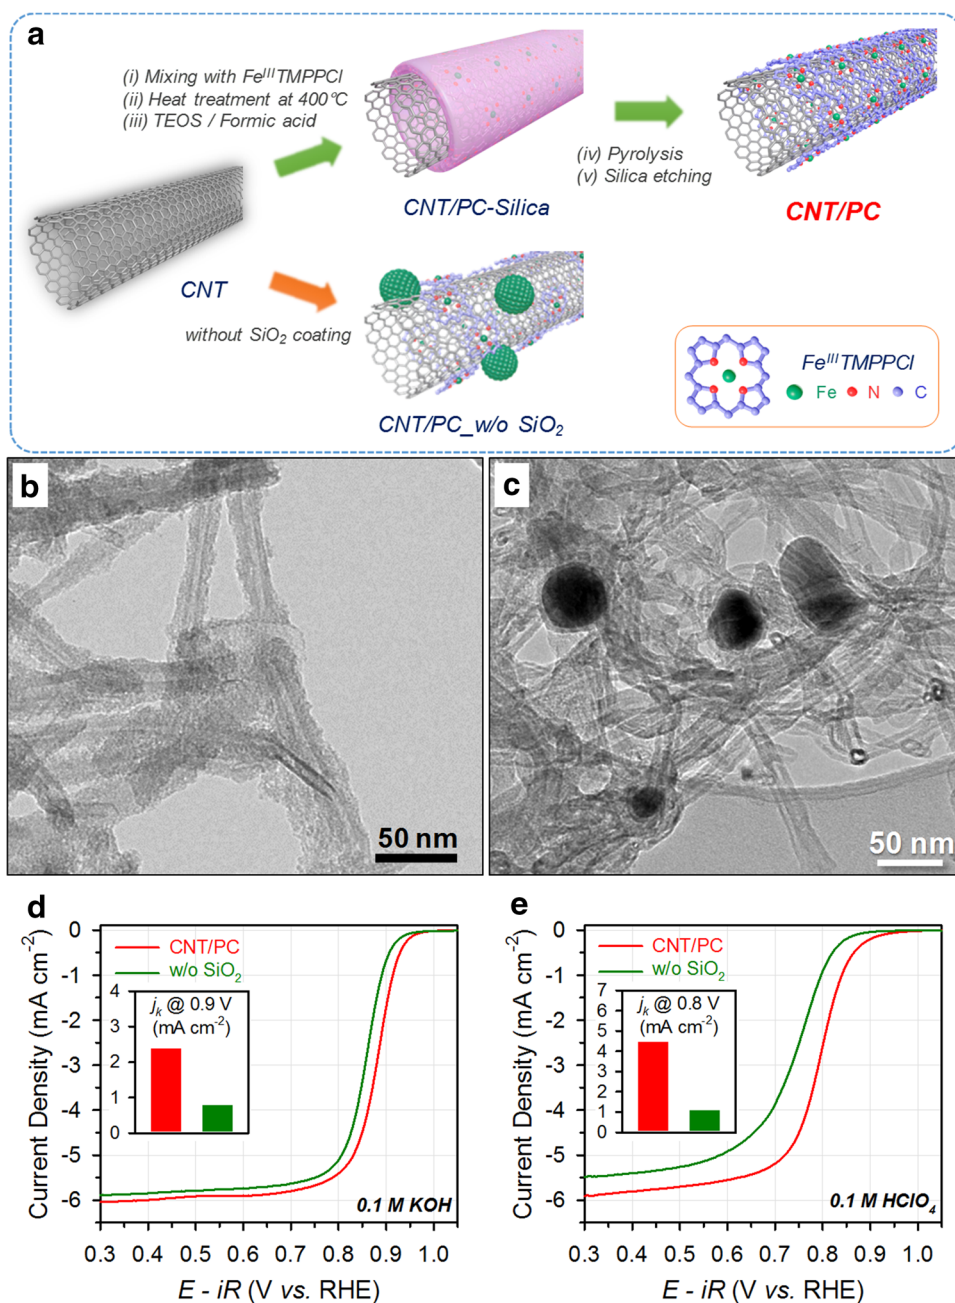 a
(i) Mixing with Fe^III TMPPCl
(ii) Heat treatment at 400°C
(iii) TEOS / Formic acid
(iv) Pyrolysis
(v) Silica etching
CNT/PC-Silica
CNT/PC
CNT
without SiO₂ coating
CNT/PC_w/o SiO₂
Fe^III TMPPCl
Fe N C
b
50 nm
c
50 nm
d
CNT/PC
w/o SiO₂
jₖ @ 0.9 V
(mA cm⁻²)
4
3
2
1
0
0
-1
-2
-3
-4
-5
-6
Current Density (mA cm⁻²)
0.1 M KOH
0.3 0.4 0.5 0.6 0.7 0.8 0.9 1.0
E - iR (V vs. RHE)
e
CNT/PC
w/o SiO₂
jₖ @ 0.8 V
(mA cm⁻²)
7
6
5
4
3
2
1
0
0
-1
-2
-3
-4
-5
-6
Current Density (mA cm⁻²)
0.1 M HClO₄
0.3 0.4 0.5 0.6 0.7 0.8 0.9 1.0
E - iR (V vs. RHE)